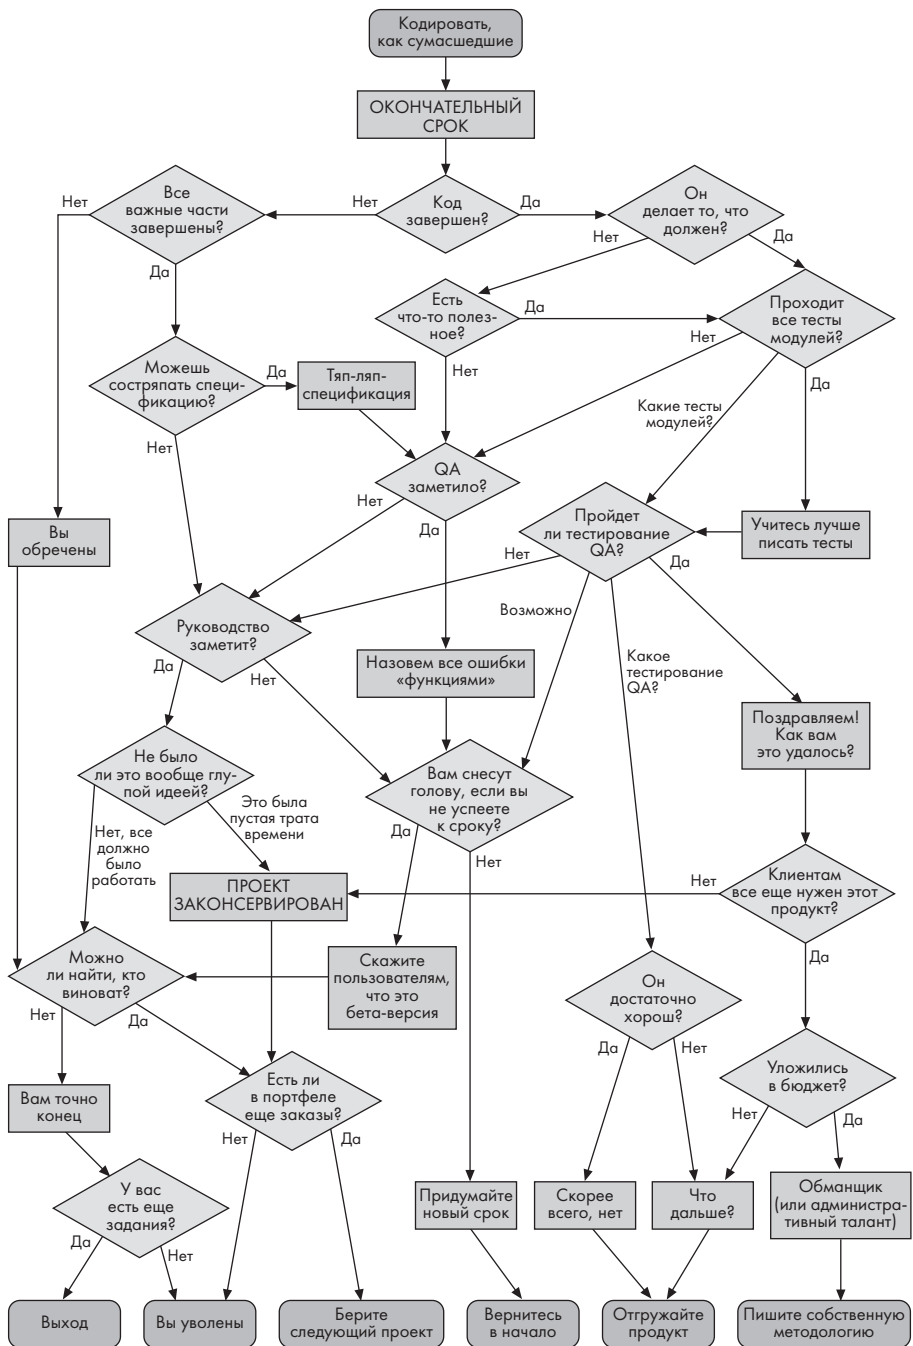 Кодировать,
как сумасшедшие
ОКОНЧАТЕЛЬНЫЙ
СРОК
Нет
Все
важные части
завершены?
Нет
Код
завершен?
Да
Он
делает то, что
должен?
Нет
Да
Да
Есть
что-то полез-
ное?
Да
Проходит
все тесты
модулей?
Нет
Можешь
состряпать специ-
фикацию?
Да
Тяп-ляп-
спецификация
Нет
Да
Какие тесты
модулей?
Нет
QA
заметило?
Нет
Да
Вы
обречены
Пройдет
ли тестирование
QA?
Учитесь лучше
писать тесты
Нет
Да
Возможно
Руководство
заметит?
Да
Нет
Назовем все ошибки
«функциями»
Какое
тестирование
QA?
Поздравляем!
Как вам
это удалось?
Не было
ли это вообще глу-
пой идеей?
Вам снесут
голову, если вы
не успеете
к сроку?
Это была
пустая трата
времени
Нет, все
должно
было
работать
Да
Нет
ПРОЕКТ
ЗАКОНСЕРВИРОВАН
Нет
Клиентам
все еще нужен этот
продукт?
Да
Можно
ли найти, кто
виноват?
Скажите
пользователям,
что это
бета-версия
Он
достаточно
хорош?
Нет
Да
Да
Нет
Есть ли
в портфеле
еще заказы?
Уложились
в бюджет?
Вам точно
конец
Нет
Да
Нет
Да
У вас
есть еще
задания?
Придумайте
новый срок
Скорее
всего, нет
Что
дальше?
Обманщик
(или администра-
тивный талант)
Да
Нет
Выход
Вы уволены
Берите
следующий проект
Вернитесь
в начало
Отгружайте
продукт
Пишите собственную
методологию